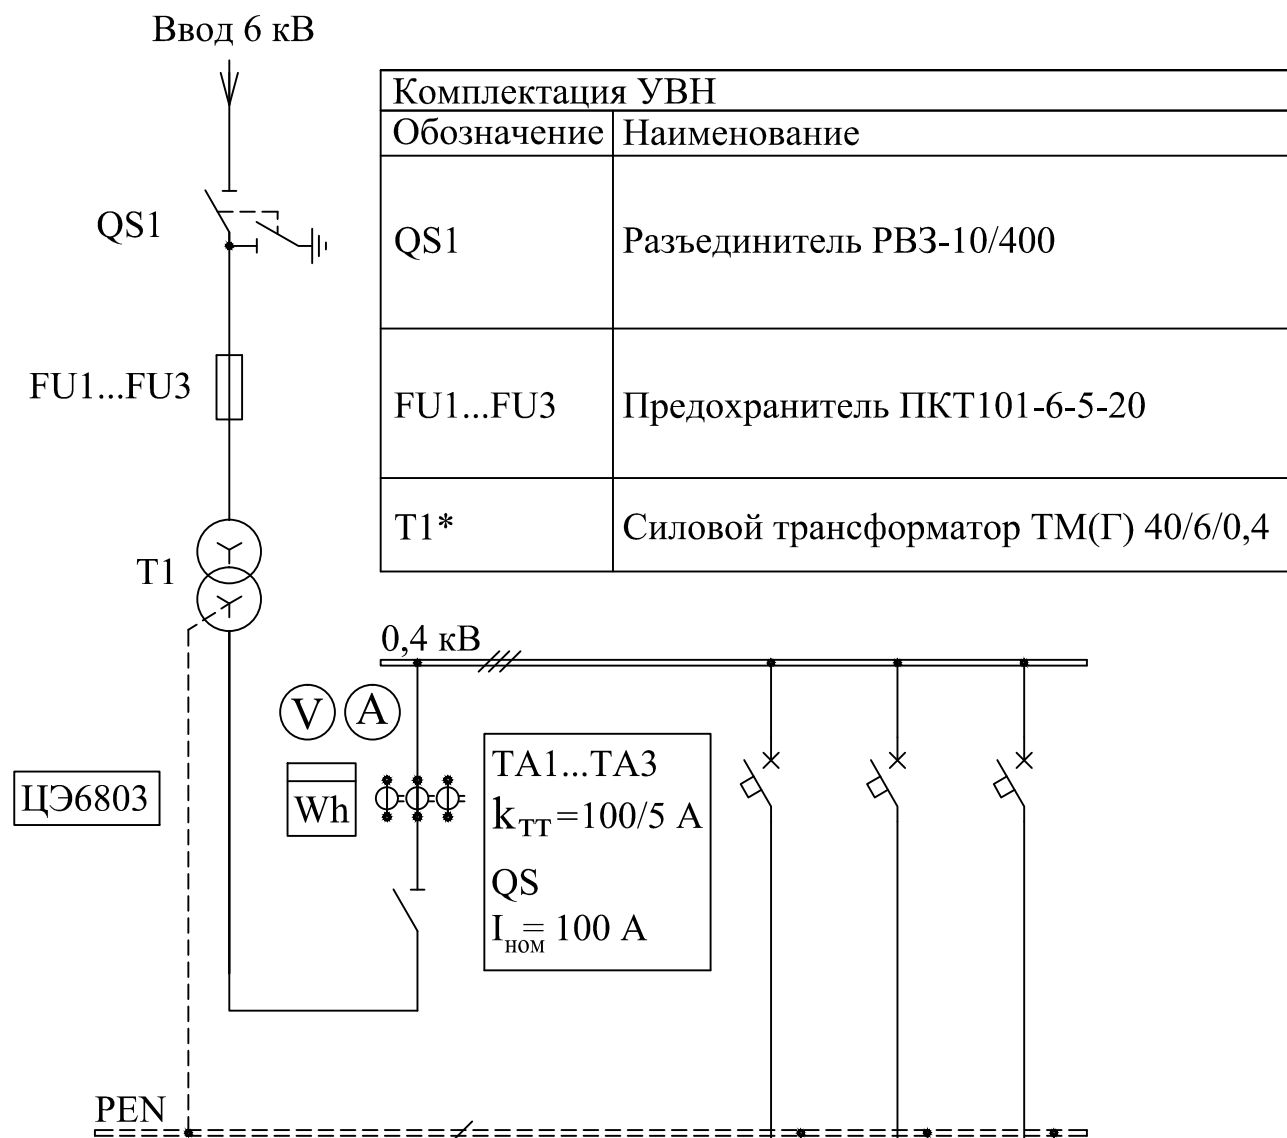 Ввод 6 кВ
Комплектация УВН
Обозначение Наименование
QS1
QS1 Разъединитель РВЗ-10/400
FU1...FU3
FU1...FU3 Предохранитель ПКТ101-6-5-20
T1
T1* Силовой трансформатор ТМ(Г) 40/6/0,4
0,4 кВ
V A
ЦЭ6803
Wh
TA1...TA3
kТТ=100/5 А
QS
Iном= 100 А
PEN